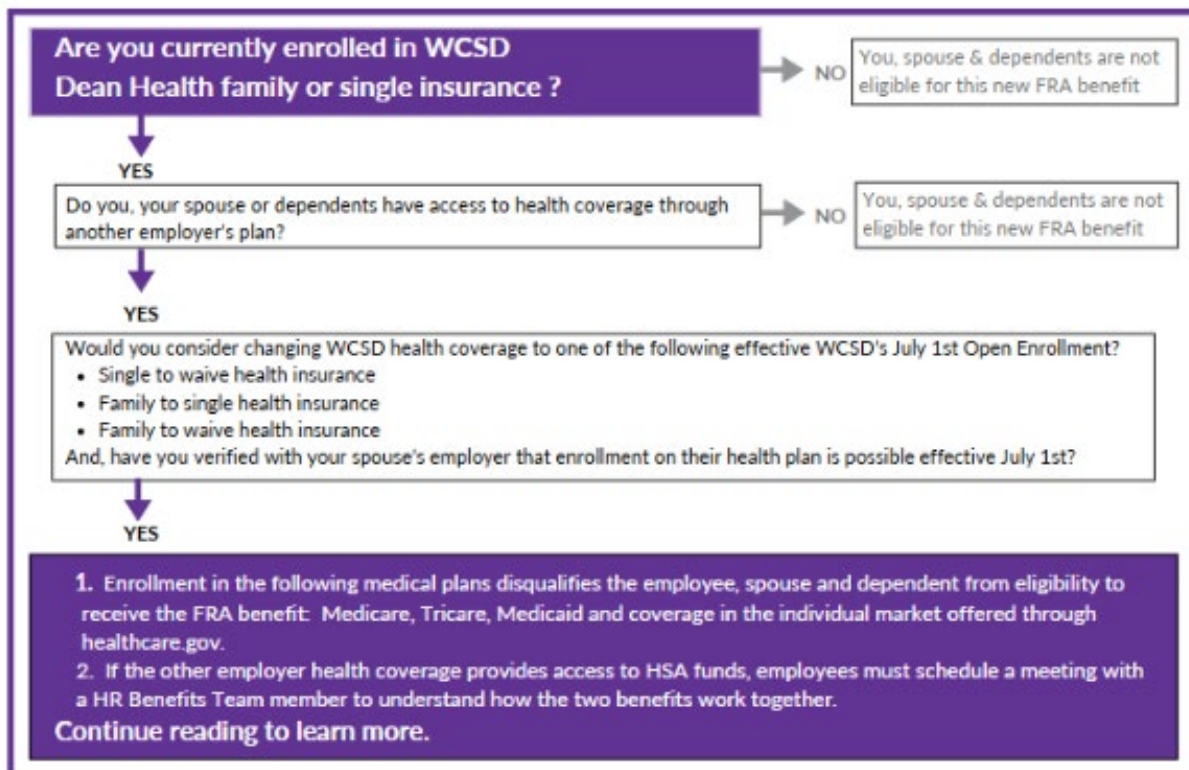 Are you currently enrolled in WCSD
Dean Health family or single insurance ?
NO
You, spouse & dependents are not
eligible for this new FRA benefit
YES
Do you, your spouse or dependents have access to health coverage through
another employer's plan?
NO
You, spouse & dependents are not
eligible for this new FRA benefit
YES
Would you consider changing WCSD health coverage to one of the following effective WCSD's July 1st Open Enrollment?
• Single to waive health insurance
• Family to single health insurance
• Family to waive health insurance
And, have you verified with your spouse's employer that enrollment on their health plan is possible effective July 1st?
YES
1. Enrollment in the following medical plans disqualifies the employee, spouse and dependent from eligibility to
receive the FRA benefit: Medicare, Tricare, Medicaid and coverage in the individual market offered through
healthcare.gov.
2. If the other employer health coverage provides access to HSA funds, employees must schedule a meeting with
a HR Benefits Team member to understand how the two benefits work together.
Continue reading to learn more.